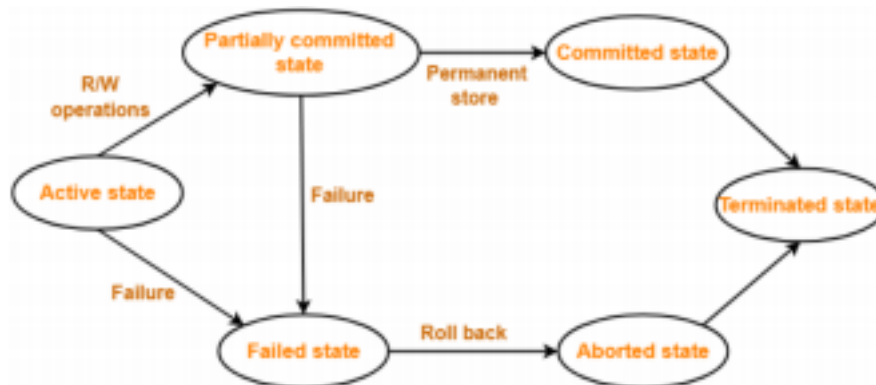 Partially committed
state
Committed state
R/W
operations
Permanent
store
Active state
Failure
Terminated state
Failure
Failed state
Roll back
Aborted state